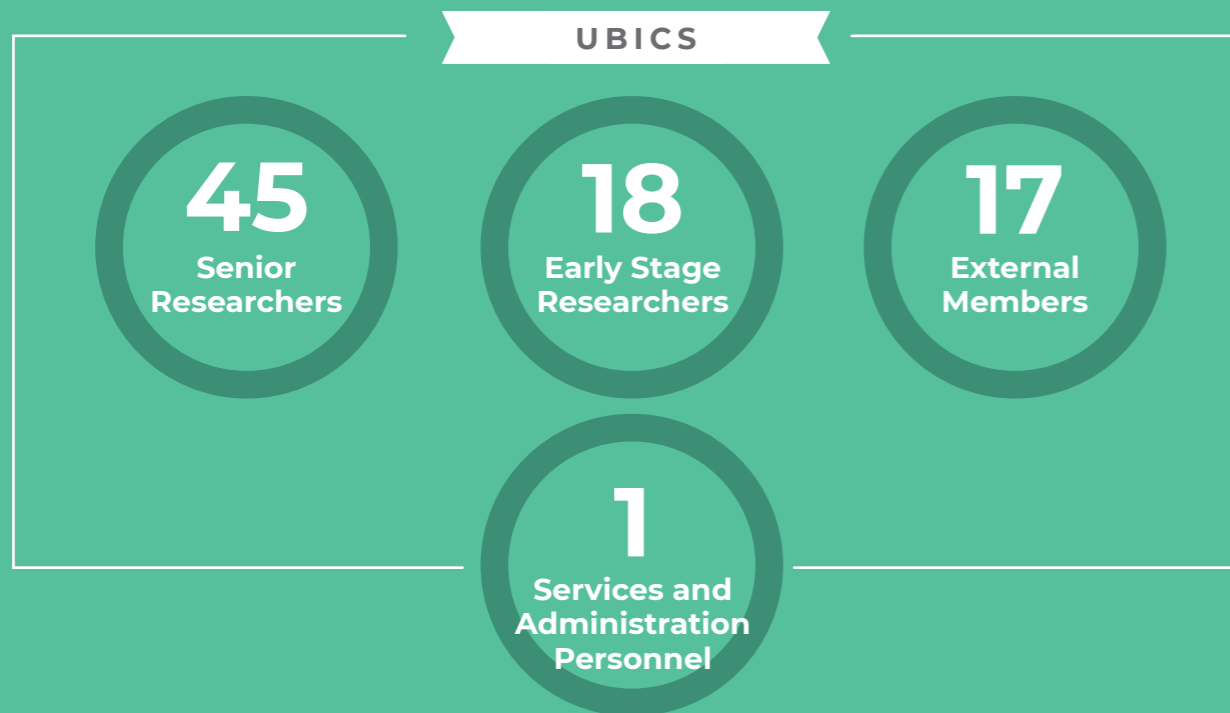 UBICS
45
Senior
Researchers
18
Early Stage
Researchers
17
External
Members
1
Services and
Administration
Personnel